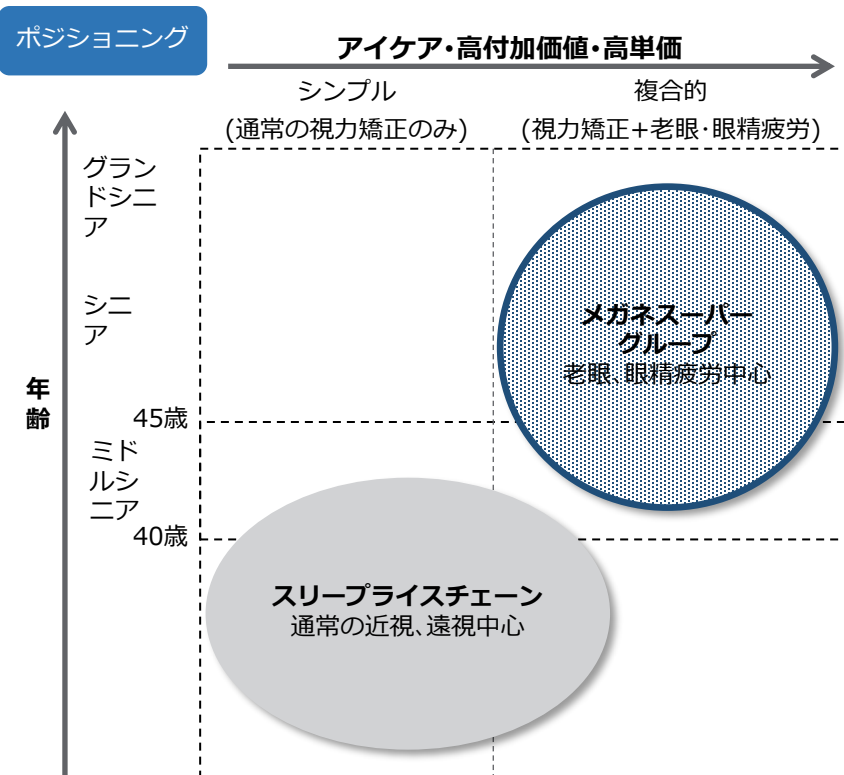 ポジショニング
アイケア・高付加価値・高単価
シンプル
(通常の視力矯正のみ)
複合的
(視力矯正+老眼・眼精疲労)
グラン
ドシニ
ア
シニ
ア
年
齢
45歳
ミド
ルシ
ニア
40歳
メガネスーパー
グループ
老眼、眼精疲労中心
スリープライスチェーン
通常の近視、遠視中心